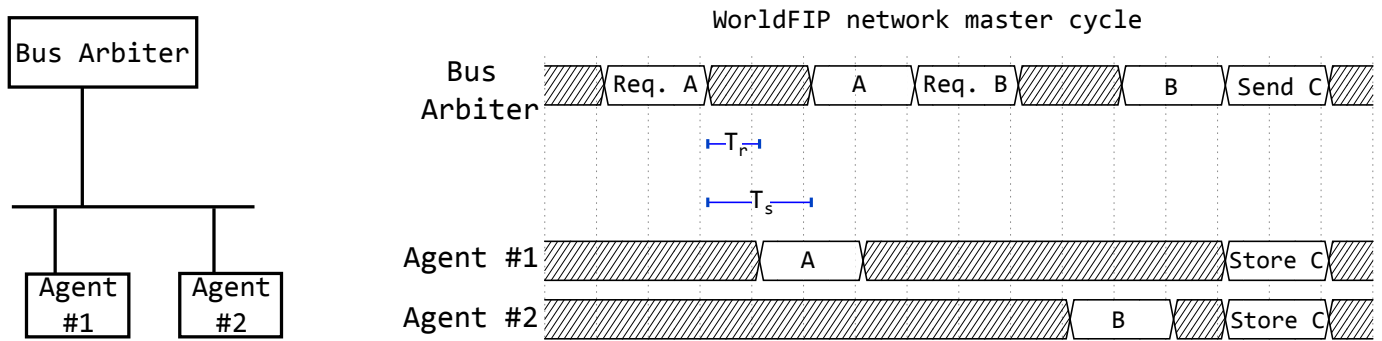 WorldFIP network master cycle
Bus Arbiter
Bus
Arbiter
Req. A
A
Req. B
B
Send C
Tr
Ts
Agent #1
A
Store C
Agent #2
B
Store C
Agent
#1
Agent
#2